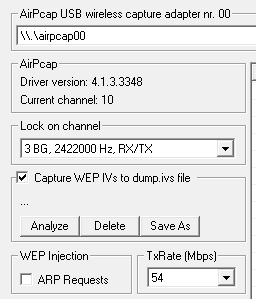 AirPcap USB wireless capture adapter nr. 00
\\.\airpcap00
AirPcap
Driver version: 4.1.3.3348
Current channel: 10
Lock on channel
3 BG, 2422000 Hz, RX/TX
Capture WEP IVs to dump.ivs file
...
Analyze Delete Save As
WEP Injection TxRate (Mbps)
ARP Requests 54